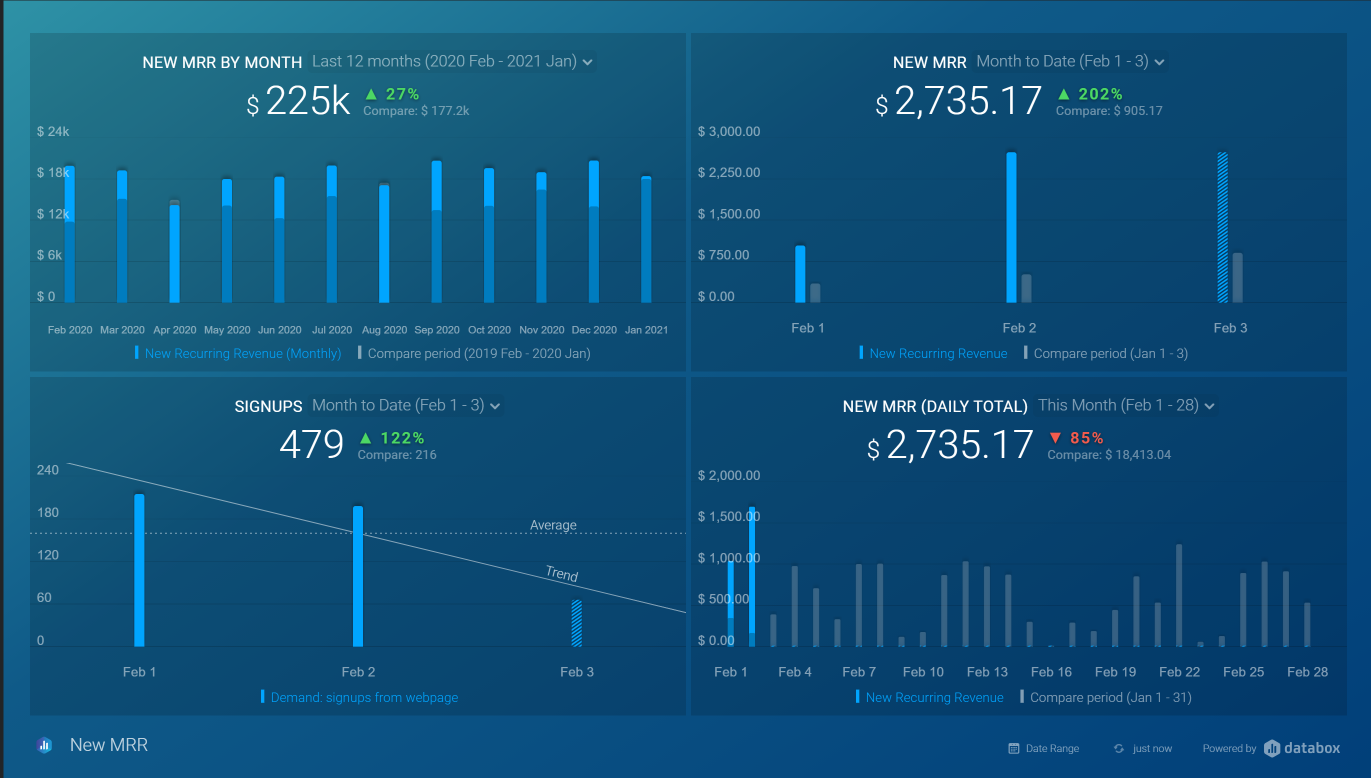 NEW MRR BY MONTH Last 12 months (2020 Feb - 2021 Jan)
$ 225k
27%
Compare: $ 177.2k
$ 24k
$ 18k
$ 12k
$ 6k
$ 0
Feb 2020 Mar 2020 Apr 2020 May 2020 Jun 2020 Jul 2020 Aug 2020 Sep 2020 Oct 2020 Nov 2020 Dec 2020 Jan 2021
New Recurring Revenue (Monthly) Compare period (2019 Feb - 2020 Jan)
NEW MRR Month to Date (Feb 1 - 3)
$ 2,735.17
202%
Compare: $ 905.17
$ 3,000.00
$ 2,250.00
$ 1,500.00
$ 750.00
$ 0.00
Feb 1 Feb 2 Feb 3
New Recurring Revenue Compare period (Jan 1 - 3)
SIGNUPS Month to Date (Feb 1 - 3)
479
122%
Compare: 216
240
180
Average
120
Trend
60
0
Feb 1 Feb 2 Feb 3
Demand: signups from webpage
NEW MRR (DAILY TOTAL) This Month (Feb 1 - 28)
$ 2,735.17
85%
Compare: $ 18,413.04
$ 2,000.00
$ 1,500.00
$ 1,000.00
$ 500.00
$ 0.00
Feb 1 Feb 4 Feb 7 Feb 10 Feb 13 Feb 16 Feb 19 Feb 22 Feb 25 Feb 28
New Recurring Revenue Compare period (Jan 1 - 31)
New MRR
Date Range just now Powered by databox